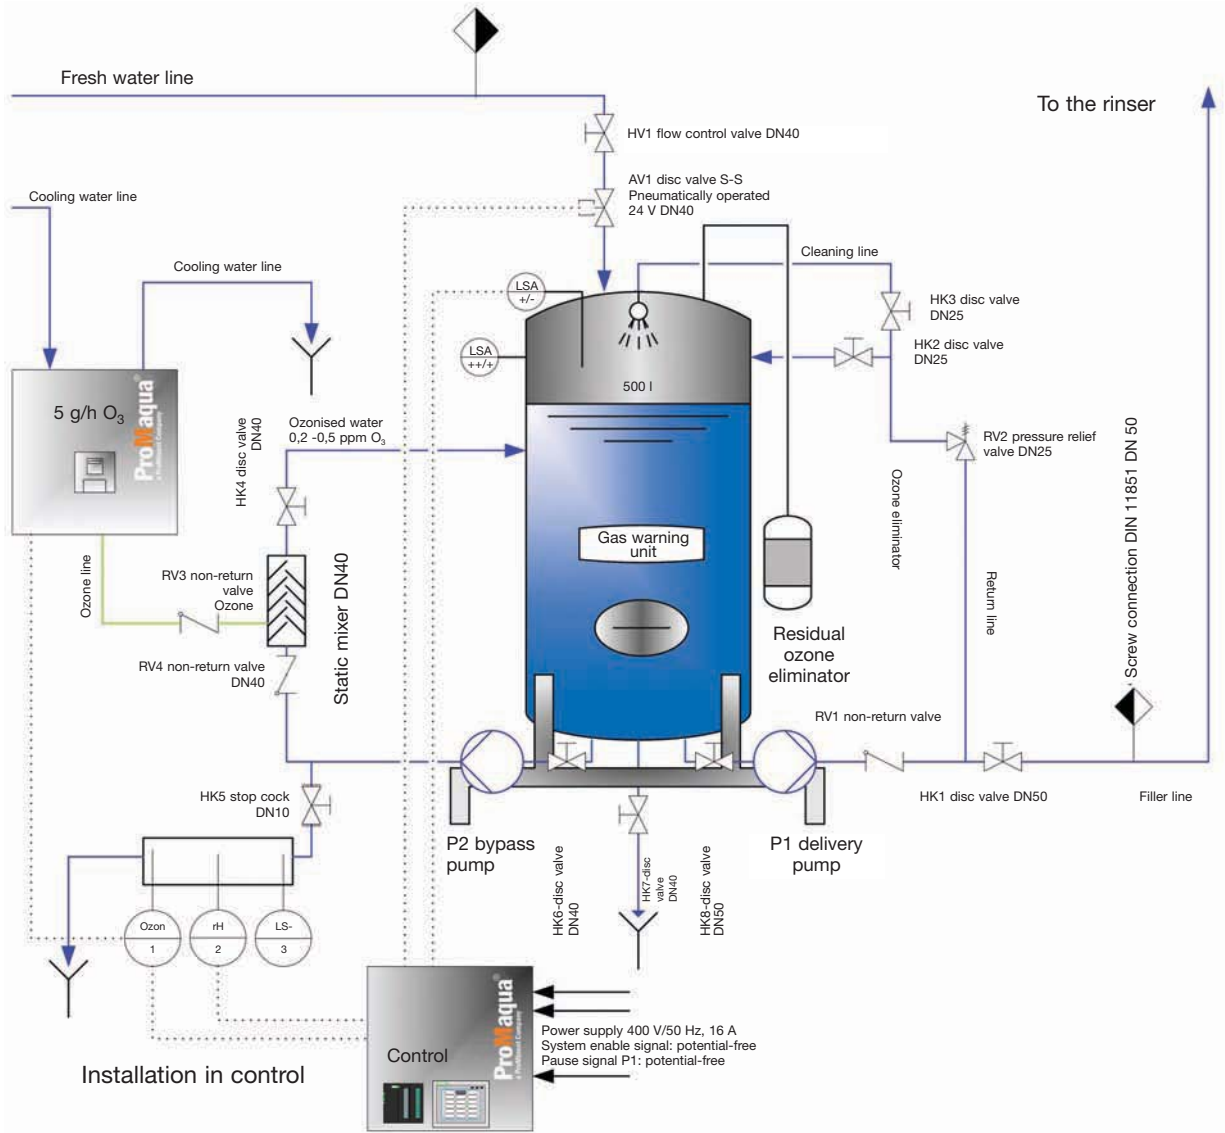 Fresh water line
To the rinser
HV1 flow control valve DN40
AV1 disc valve S-S
Pneumatically operated
24 V DN40
Cooling water line
Cooling water line
Cleaning line
LSA
+/-
HK3 disc valve
DN25
HK2 disc valve
DN25
LSA
++/+
500 l
5 g/h O₃
ProMaqua®
HK4 disc valve
DN40
Ozonised water
0,2 -0,5 ppm O₃
RV2 pressure relief
valve DN25
Screw connection DIN 11851 DN 50
Ozone eliminator
Gas warning
unit
Ozone line
RV3 non-return
valve
Ozone
Static mixer DN40
Return line
Residual
ozone
eliminator
RV4 non-return valve
DN40
RV1 non-return valve
HK5 stop cock
DN10
HK1 disc valve DN50
Filler line
P2 bypass
pump
P1 delivery
pump
HK6-disc valve
DN40
HK7-disc
valve
DN40
HK8-disc valve
DN50
Ozon
1
rH
2
LS-
3
ProMaqua®
Control
Power supply 400 V/50 Hz, 16 A
System enable signal: potential-free
Pause signal P1: potential-free
Installation in control